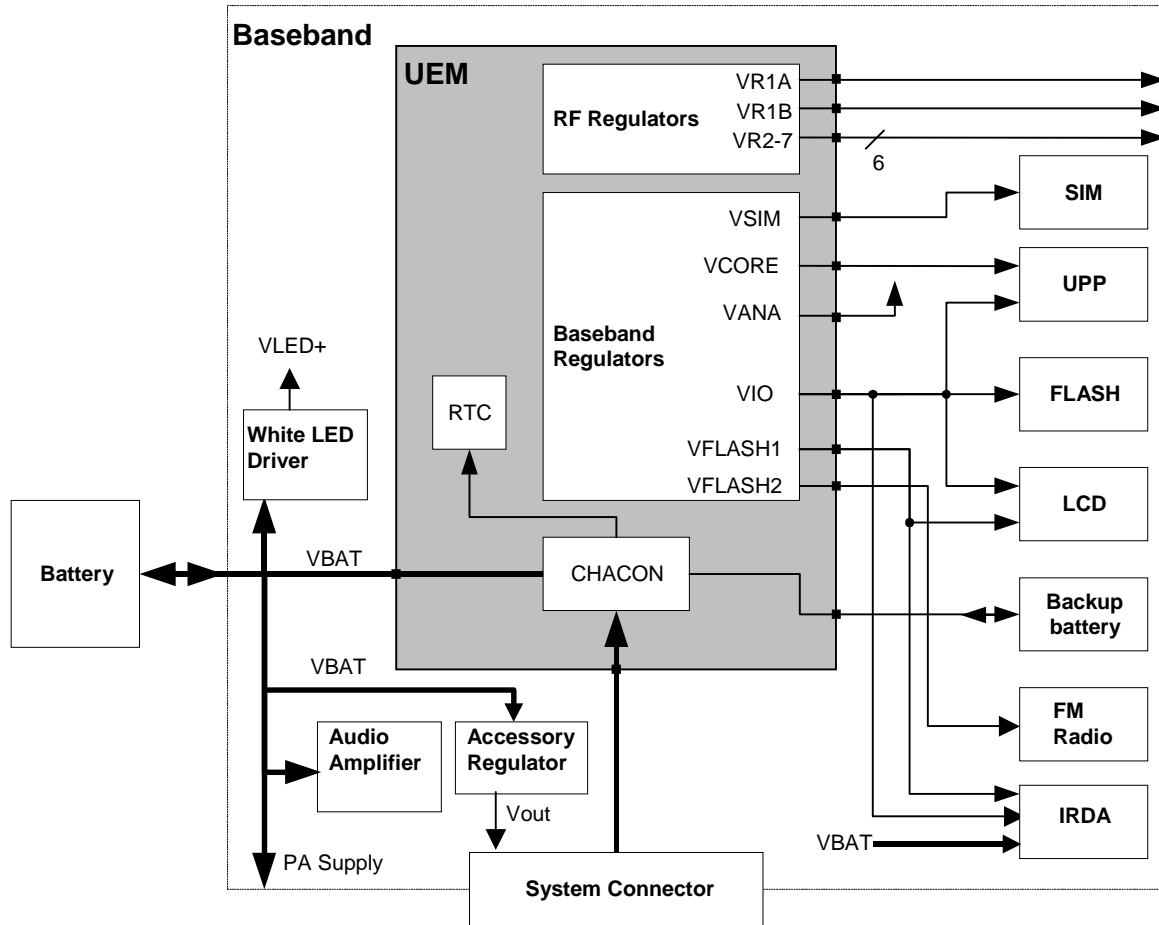 Baseband
UEM
VR1A
RF Regulators
VR1B
VR2-7
6
SIM
VSIM
VCORE
UPP
VANA
Baseband
Regulators
VLED+
VIO
FLASH
RTC
White LED
Driver
VFLASH1
VFLASH2
LCD
Battery
VBAT
CHACON
Backup
battery
VBAT
FM
Radio
Audio
Amplifier
Accessory
Regulator
IRDA
Vout
VBAT
PA Supply
System Connector